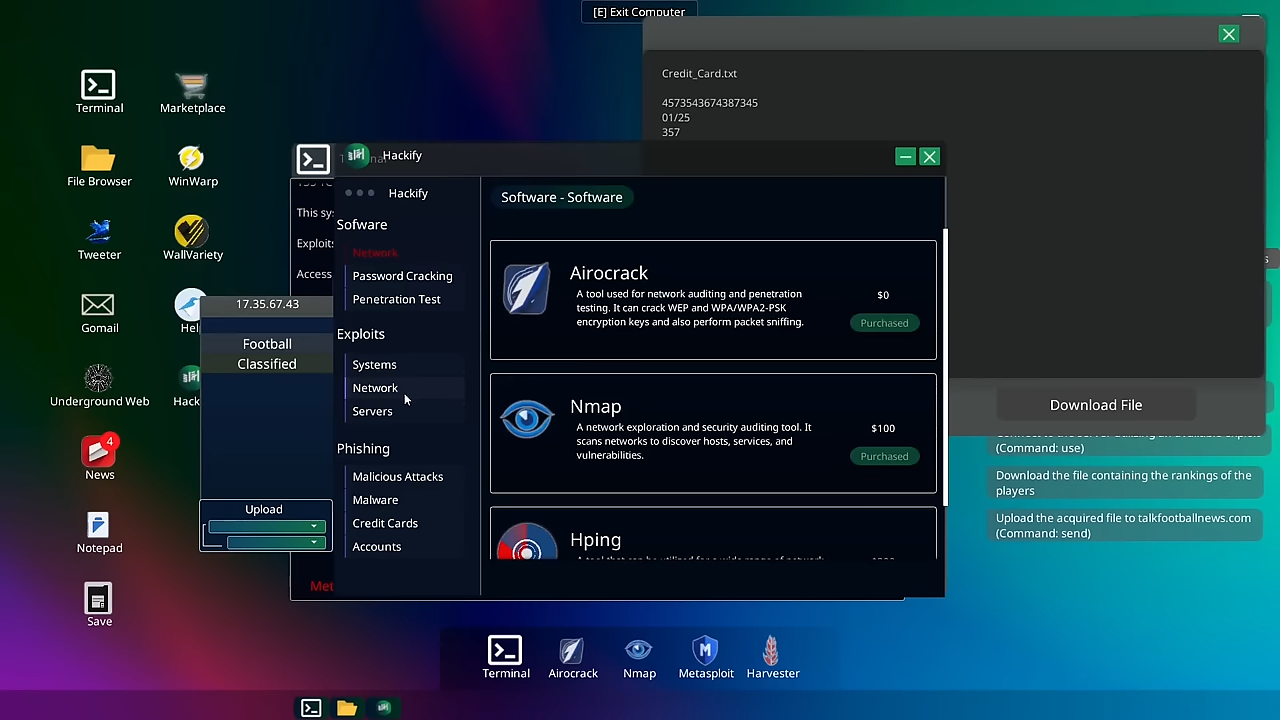 [E] Exit Computer
Terminal
Marketplace
File Browser
WinWarp
Tweeter
WallVariety
Gomail
Hel
Underground Web
Hack
4
News
Notepad
Save
Credit_Card.txt
4573543674387345
01/25
357
Download File
(Command: use)
Download the file containing the rankings of the
players
Upload the acquired file to talkfootballnews.com
(Command: send)
This sys
Exploits
Access
Met
17.35.67.43
Football
Classified
Upload
Hackify
Hackify
Sofware
Network
Password Cracking
Penetration Test
Exploits
Systems
Network
Servers
Phishing
Malicious Attacks
Malware
Credit Cards
Accounts
Software - Software
Airocrack
A tool used for network auditing and penetration
testing. It can crack WEP and WPA/WPA2-PSK
encryption keys and also perform packet sniffing.
$0
Purchased
Nmap
A network exploration and security auditing tool. It
scans networks to discover hosts, services, and
vulnerabilities.
$100
Purchased
Hping
Terminal
Airocrack
Nmap
Metasploit
Harvester